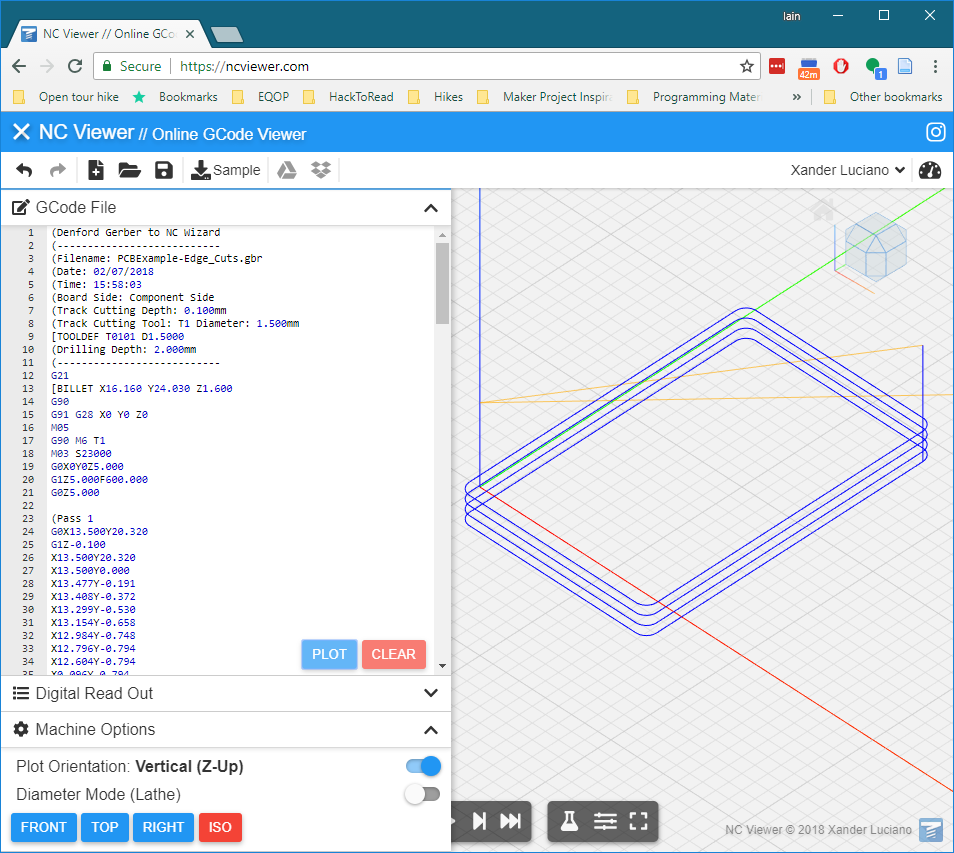 Iain
NC Viewer // Online GCo
Secure https://ncviewer.com
42m
1
Open tour hike Bookmarks EQOP HackToRead Hikes Maker Project Inspira Programming Mater » Other bookmarks
NC Viewer // Online GCode Viewer
Sample Xander Luciano
GCode File
1 (Denford Gerber to NC Wizard
2 (--------------------------
3 (Filename: PCBExample-Edge_Cuts.gbr
4 (Date: 02/07/2018
5 (Time: 15:58:03
6 (Board Side: Component Side
7 (Track Cutting Depth: 0.100mm
8 (Track Cutting Tool: T1 Diameter: 1.500mm
9 [TOOLDEF T0101 D1.5000
10 (Drilling Depth: 2.000mm
11 (--------------------------
12 G21
13 [BILLET X16.160 Y24.030 Z1.600
14 G90
15 G91 G28 X0 Y0 Z0
16 M05
17 G90 M6 T1
18 M03 S23000
19 G0X0Y0Z5.000
20 G1Z5.000F600.000
21 G0Z5.000
22
23 (Pass 1
24 G0X13.500Y20.320
25 G1Z-0.100
26 X13.500Y20.320
27 X13.500Y0.000
28 X13.477Y-0.191
29 X13.408Y-0.372
30 X13.299Y-0.530
31 X13.154Y-0.658
32 X12.984Y-0.748
33 X12.796Y-0.794
34 X12.604Y-0.794
35 X0.096Y-0.794
PLOT CLEAR
Digital Read Out
Machine Options
Plot Orientation: Vertical (Z-Up)
Diameter Mode (Lathe)
FRONT TOP RIGHT ISO
NC Viewer © 2018 Xander Luciano